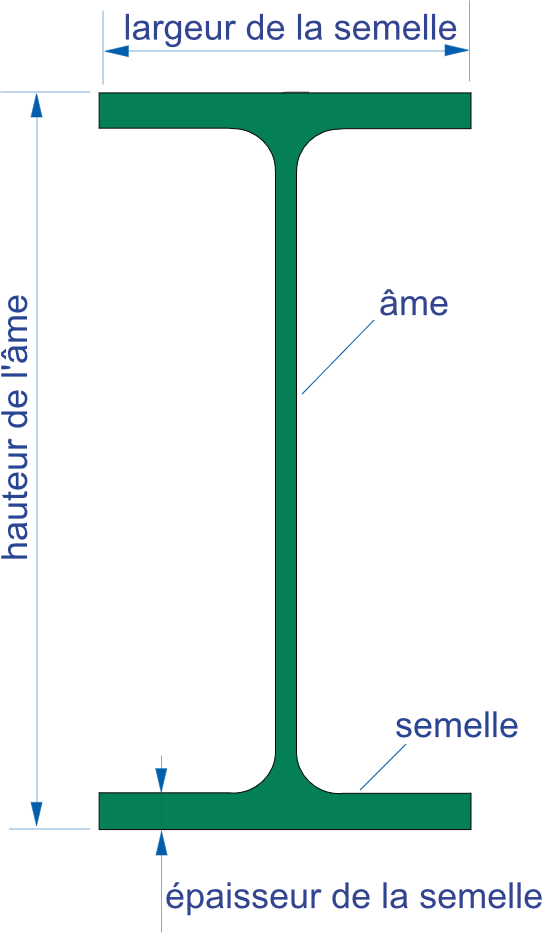 largeur de la semelle
hauteur de l'âme
âme
semelle
épaisseur de la semelle